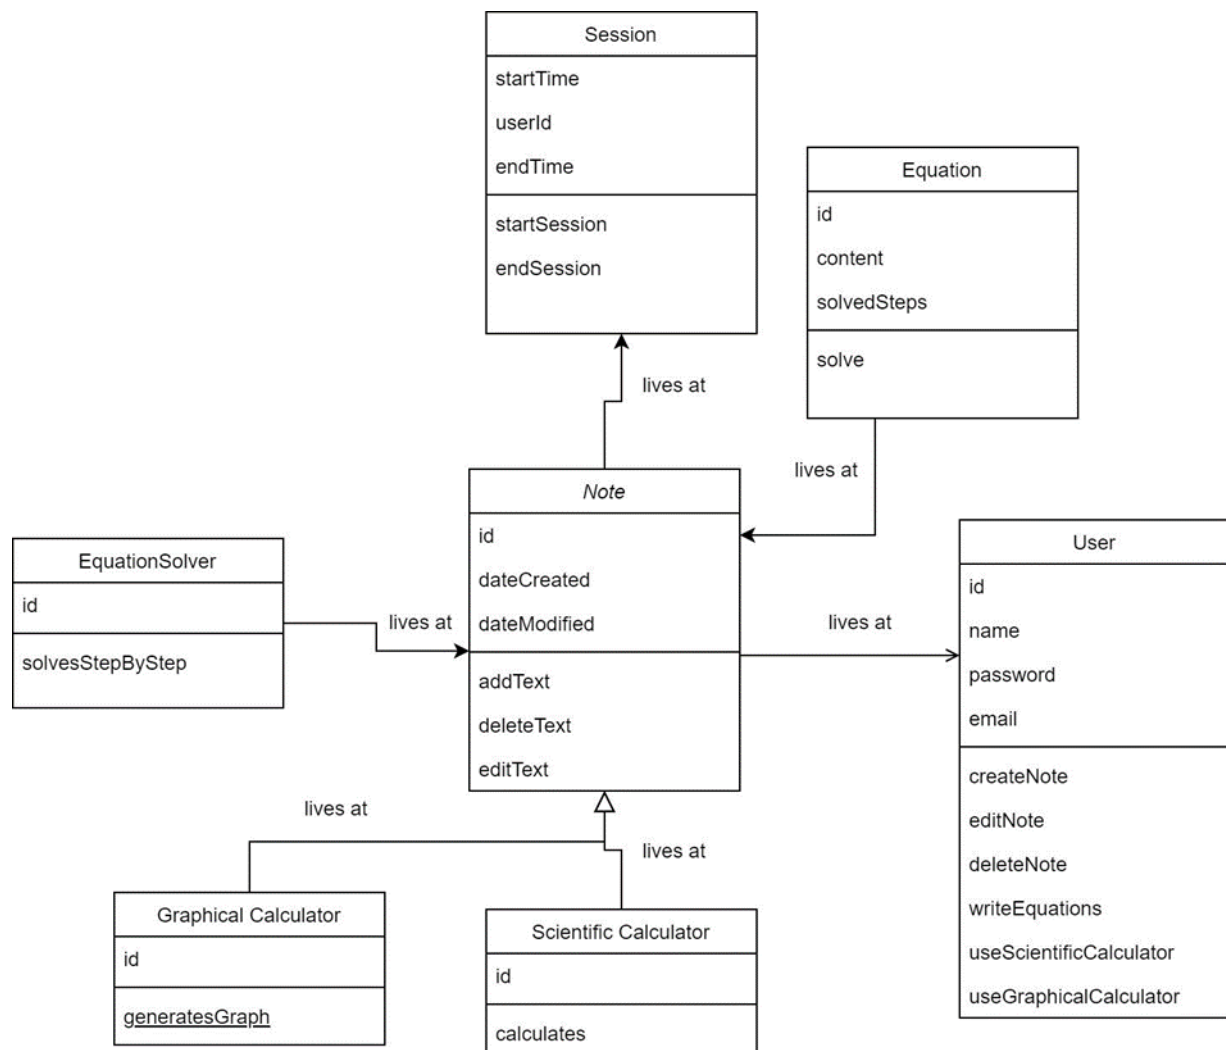 Session
startTime
userId
endTime
startSession
endSession
Equation
id
content
solvedSteps
solve
lives at
lives at
Note
id
dateCreated
dateModified
addText
deleteText
editText
EquationSolver
id
solvesStepByStep
lives at
lives at
User
id
name
password
email
createNote
editNote
deleteNote
writeEquations
useScientificCalculator
useGraphicalCalculator
lives at
lives at
Graphical Calculator
id
generatesGraph
Scientific Calculator
id
calculates